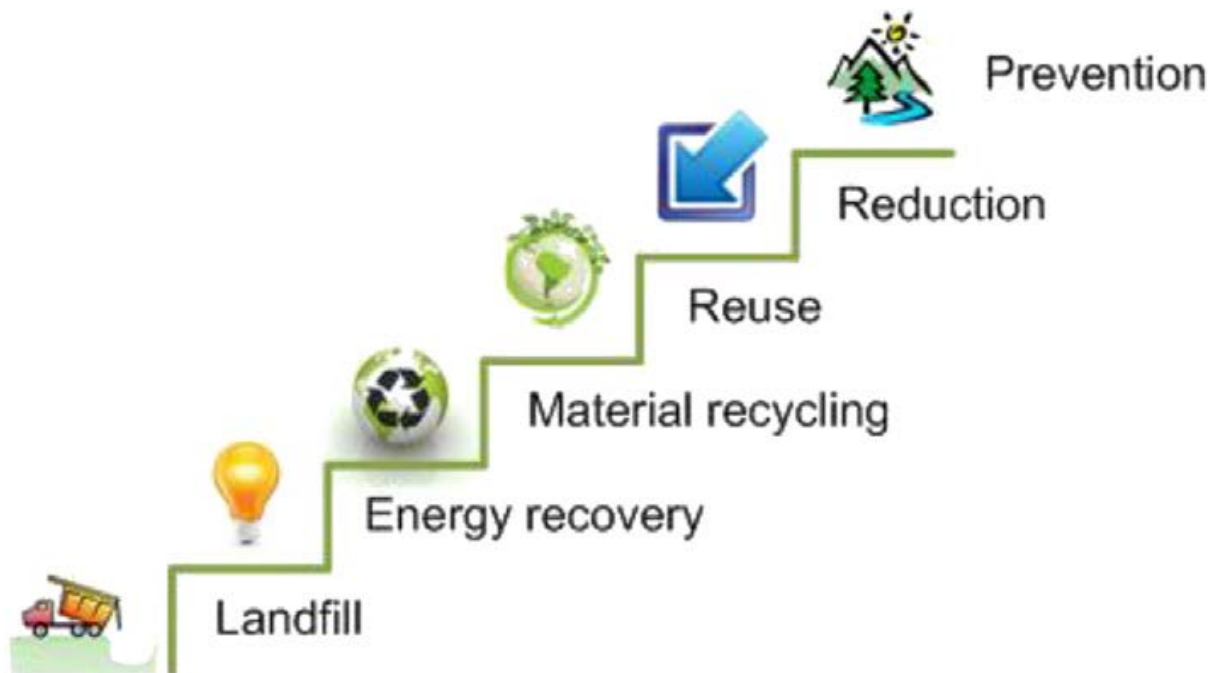 Prevention
Reduction
Reuse
Material recycling
Energy recovery
Landfill